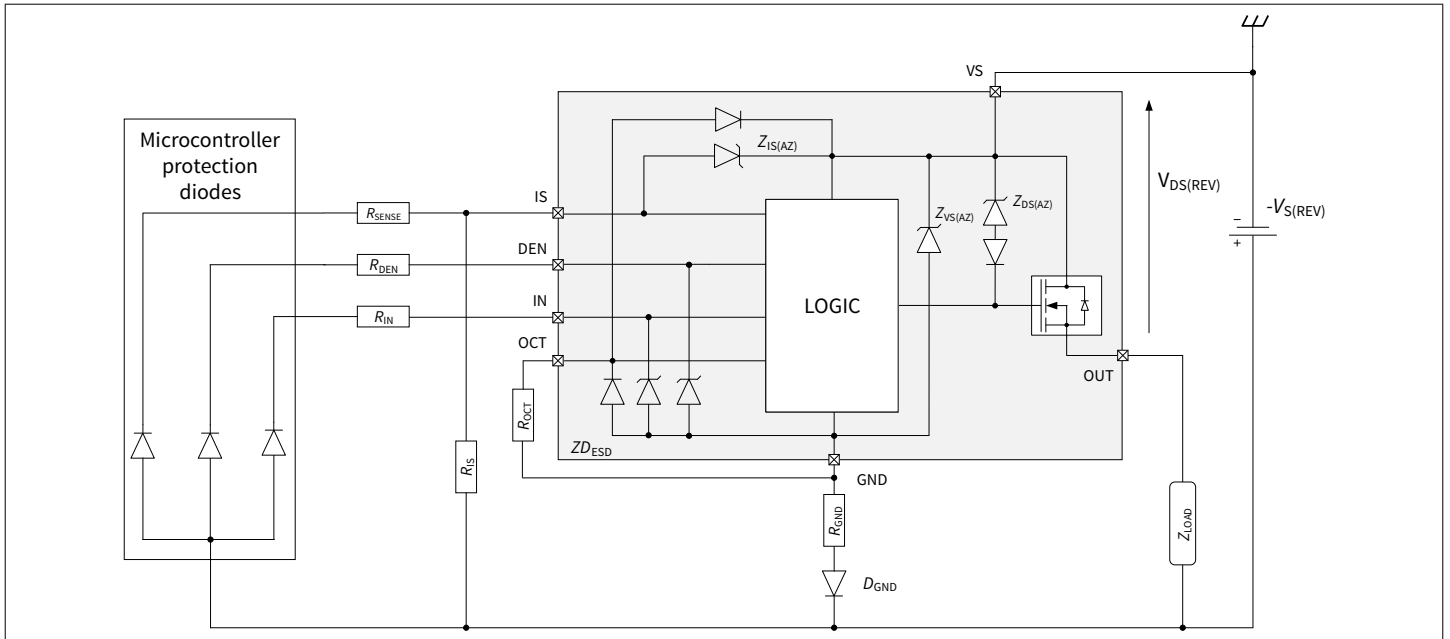 VS
Microcontroller
protection
diodes
Z_IS(AZ)
V_DS(REV)
IS
R_SENSE
Z_VS(AZ)
Z_DS(AZ)
-V_S(REV)
−
+
DEN
R_DEN
LOGIC
IN
R_IN
OCT
OUT
R_OCT
ZD_ESD
R_IS
GND
R_GND
Z_LOAD
D_GND